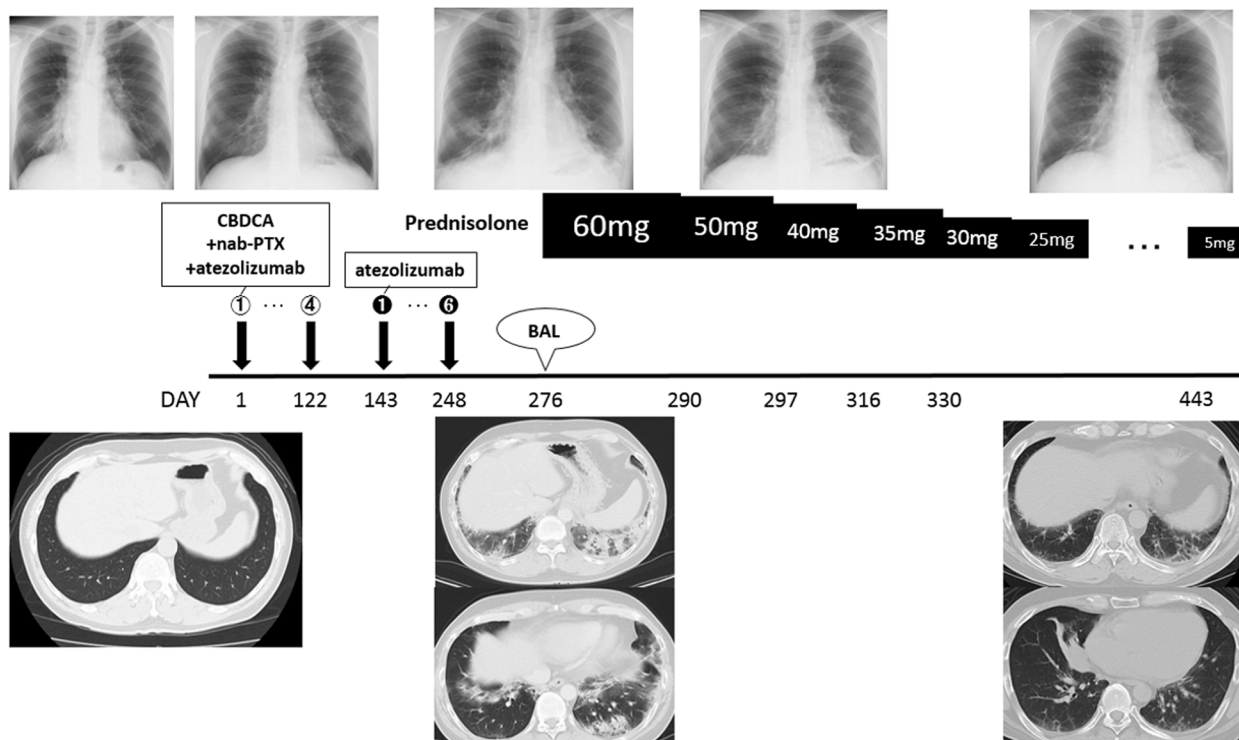 CBDCA
+nab-PTX
+atezolizumab
Prednisolone
60mg
50mg
40mg
35mg
30mg
25mg
...
5mg
atezolizumab
① ... ④
❶ ... ❻
BAL
DAY 1 122 143 248 276 290 297 316 330 443